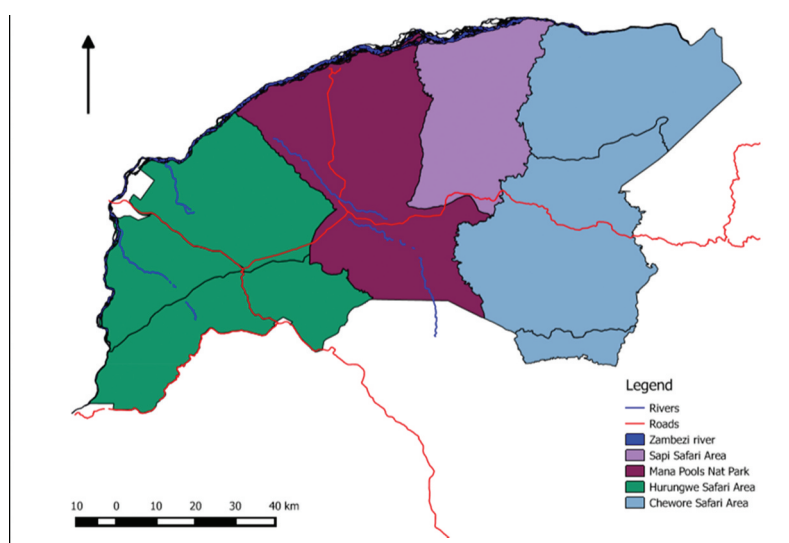 Legend
Rivers
Roads
Zambezi river
Sapi Safari Area
Mana Pools Nat Park
Hurungwe Safari Area
Chewore Safari Area
10 0 10 20 30 40 km